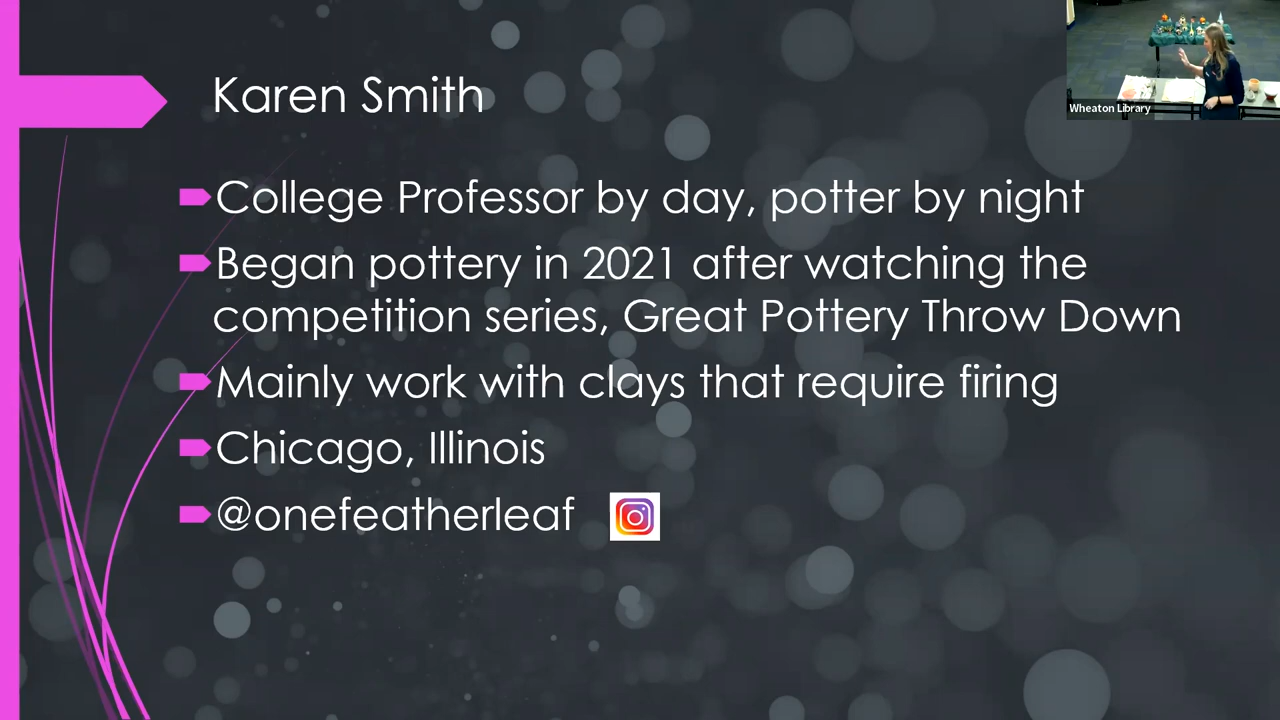 Karen Smith
Wheaton Library
College Professor by day, potter by night
Began pottery in 2021 after watching the
competition series, Great Pottery Throw Down
Mainly work with clays that require firing
Chicago, Illinois
@onefeatherleaf